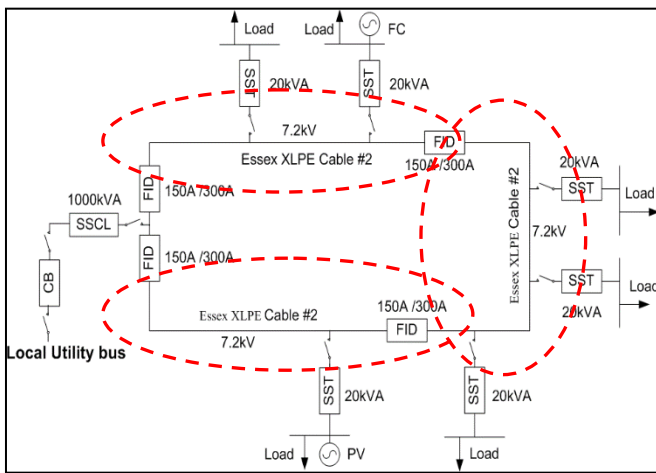 Load
Load
FC
SST
20kVA
SST
20kVA
7.2kV
Essex XLPE Cable #2
FID
150A /300A
FID
150A /300A
1000kVA
SSCL
FID
150A /300A
CB
Local Utility bus
20kVA
SST
Load
Essex XLPE Cable #2
7.2kV
SST
20kVA
Load
Essex XLPE Cable #2
7.2kV
150A /300A
FID
SST
20kVA
SST
20kVA
Load
PV
Load